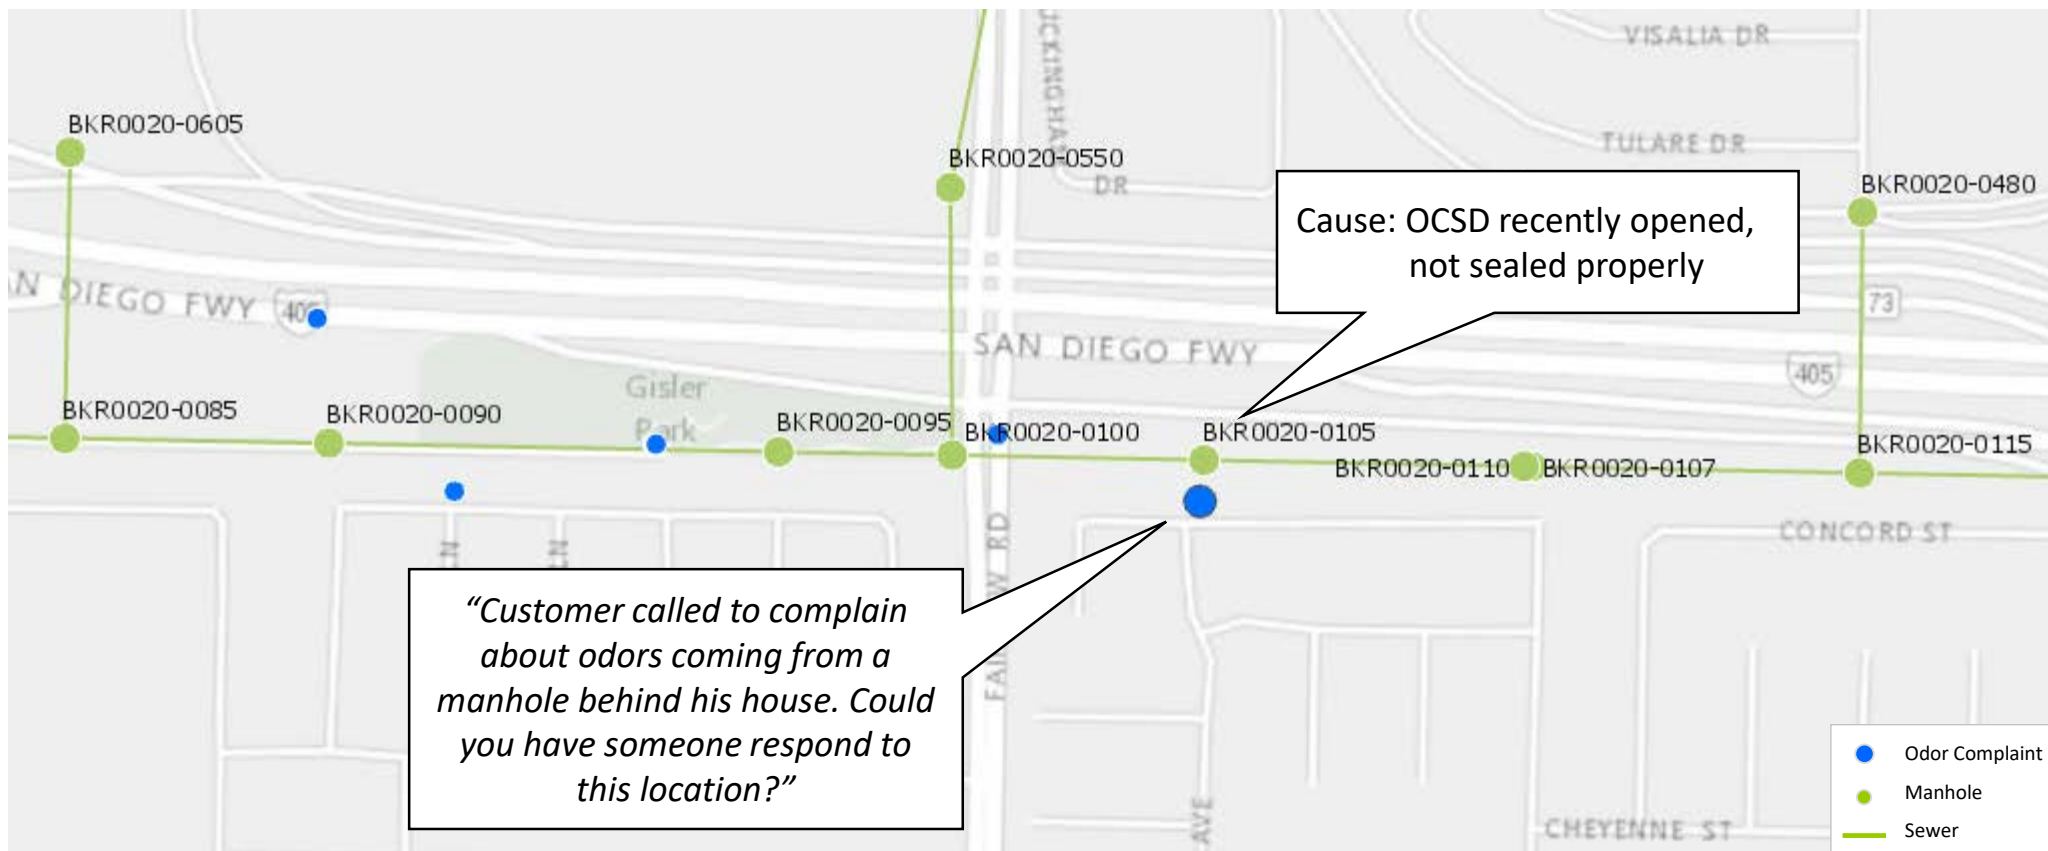 UCKINGHAM
DR
VISALIA DR
TULARE DR
BKR0020-0605
BKR0020-0550
BKR0020-0480
Cause: OCSD recently opened,
not sealed properly
N DIEGO FWY
405
73
SAN DIEGO FWY
405
Gisler
Park
BKR0020-0085
BKR0020-0090
BKR0020-0095
BKR0020-0100
BKR0020-0105
BKR0020-0110
BKR0020-0107
BKR0020-0115
LN
LN
RD
CONCORD ST
“Customer called to complain
about odors coming from a
manhole behind his house. Could
you have someone respond to
this location?”
AVE
CHEYENNE ST
Odor Complaint
Manhole
Sewer